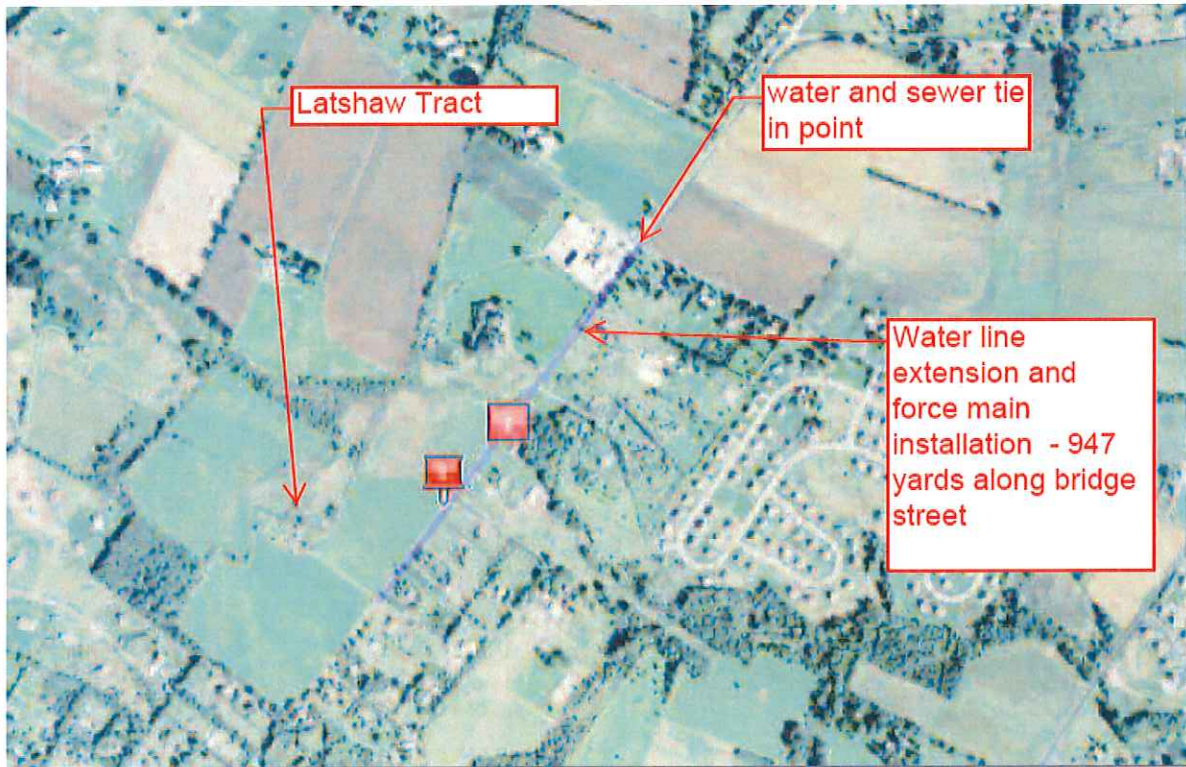 Latshaw Tract
water and sewer tie
in point
Water line
extension and
force main
installation - 947
yards along bridge
street